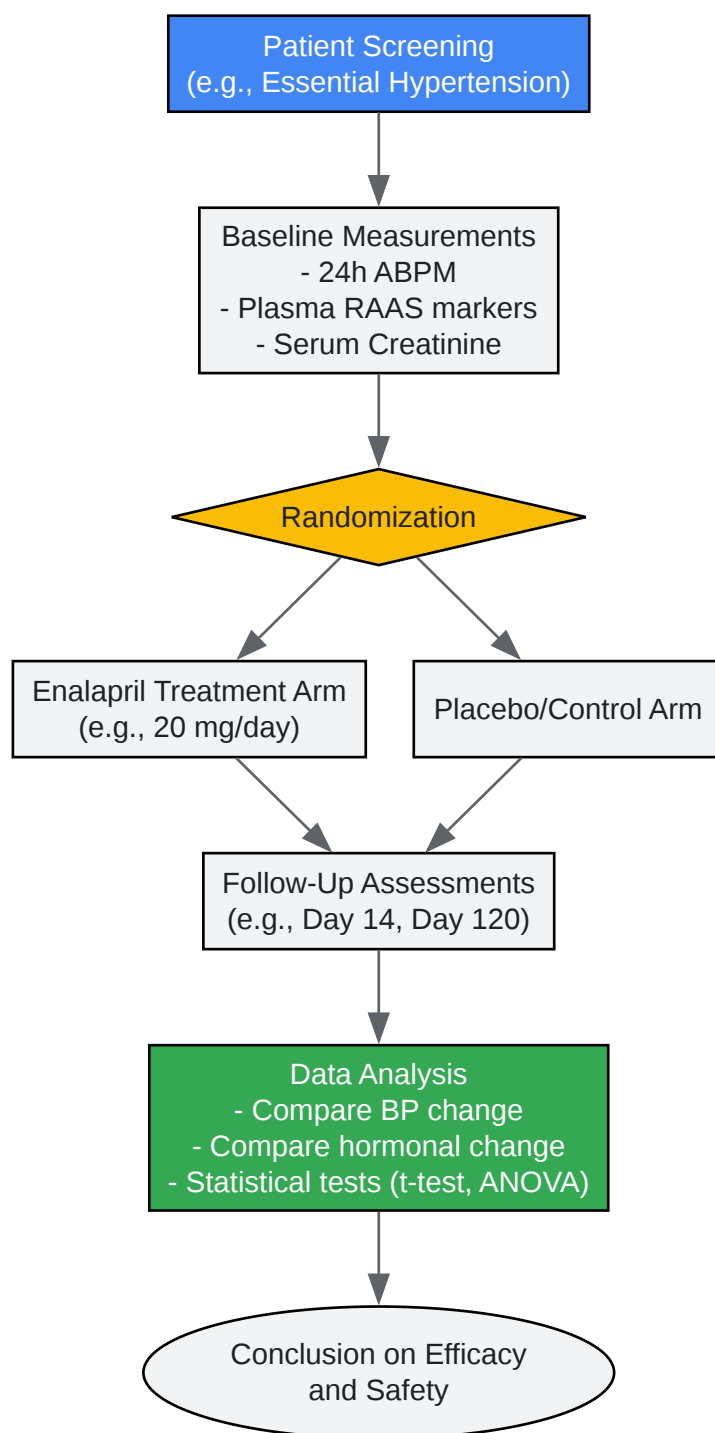 Patient Screening
(e.g., Essential Hypertension)
Baseline Measurements
- 24h ABPM
- Plasma RAAS markers
- Serum Creatinine
Randomization
Enalapril Treatment Arm
(e.g., 20 mg/day)
Placebo/Control Arm
Follow-Up Assessments
(e.g., Day 14, Day 120)
Data Analysis
- Compare BP change
- Compare hormonal change
- Statistical tests (t-test, ANOVA)
Conclusion on Efficacy
and Safety